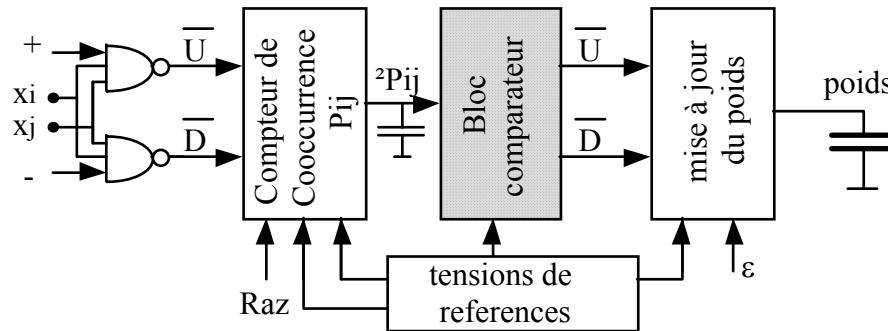 +
xi
xj
-
U
D
Compteur de
Cooccurrence
Pij
²Pij
Bloc
comparateur
U
D
mise à jour
du poids
poids
Raz
tensions de
references
ε